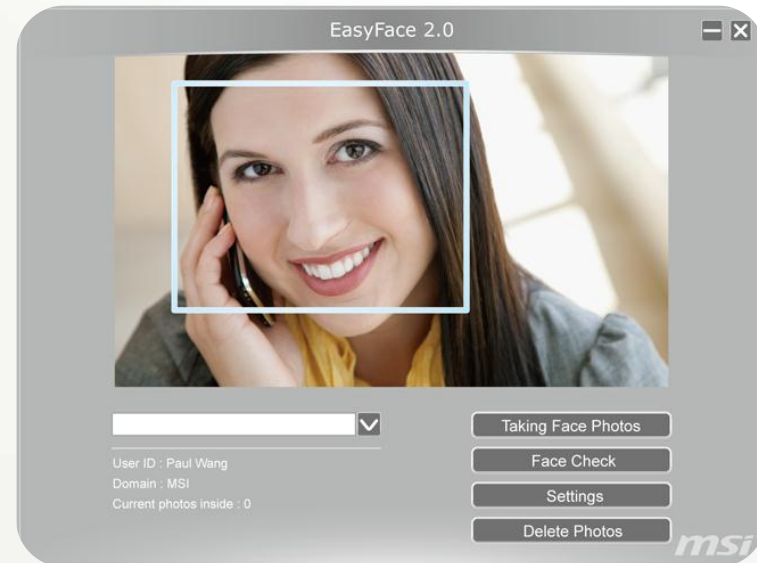 EasyFace 2.0
User ID : Paul Wang
Domain : MSI
Current photos inside : 0
Taking Face Photos
Face Check
Settings
Delete Photos
msi